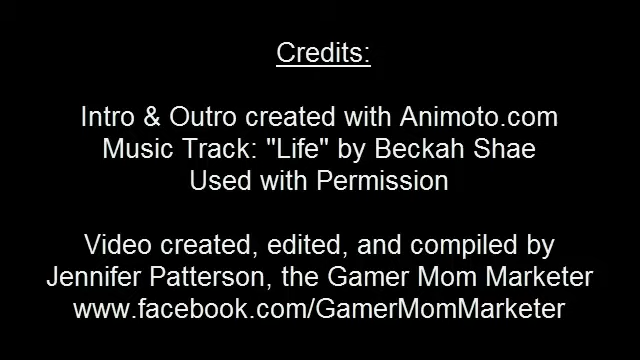 Credits:
Intro & Outro created with Animoto.com
Music Track: "Life" by Beckah Shae
Used with Permission
Video created, edited, and compiled by
Jennifer Patterson, the Gamer Mom Marketer
www.facebook.com/GamerMomMarketer